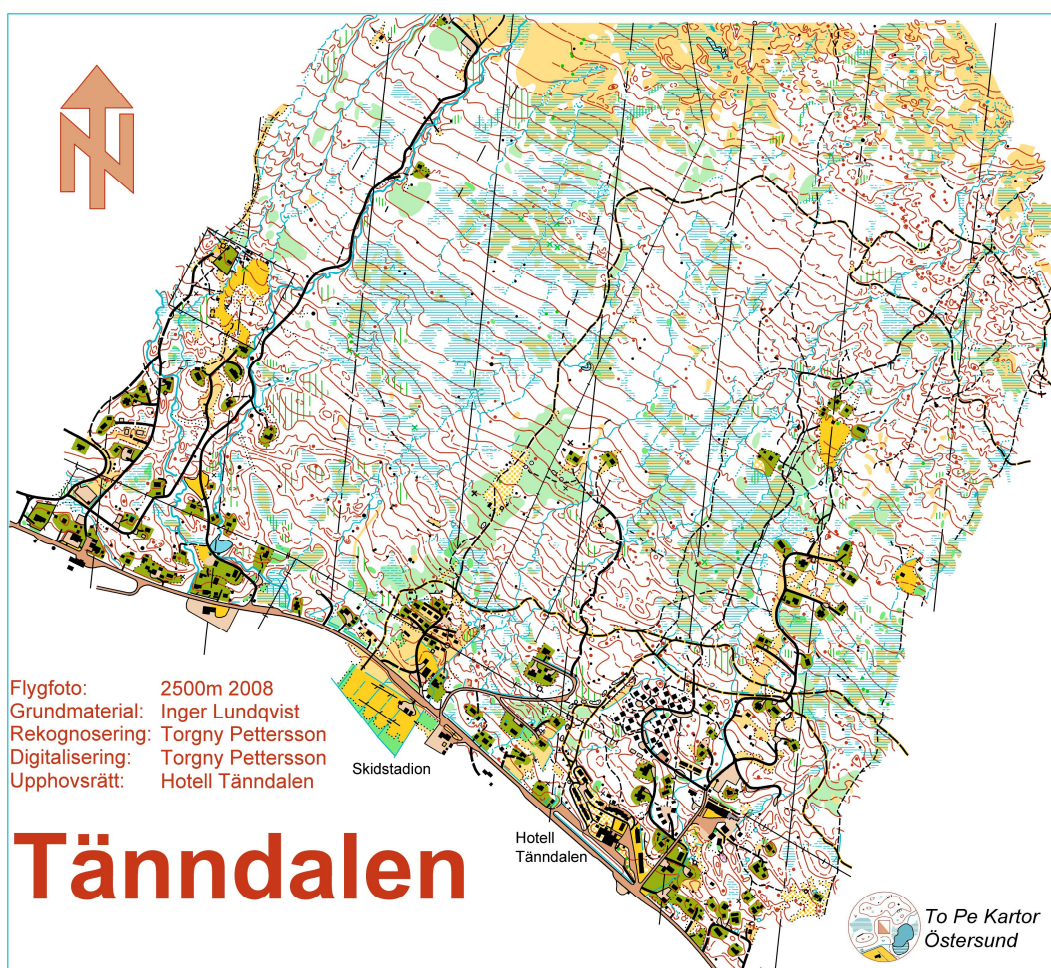 Flygfoto: 2500m 2008
Grundmaterial: Inger Lundqvist
Rekognosering: Torgny Pettersson
Digitalisering: Torgny Pettersson
Upphovsrätt: Hotell Tänndalen
Skidstadion
Hotell
Tänndalen
Tänndalen
To Pe Kartor
Östersund